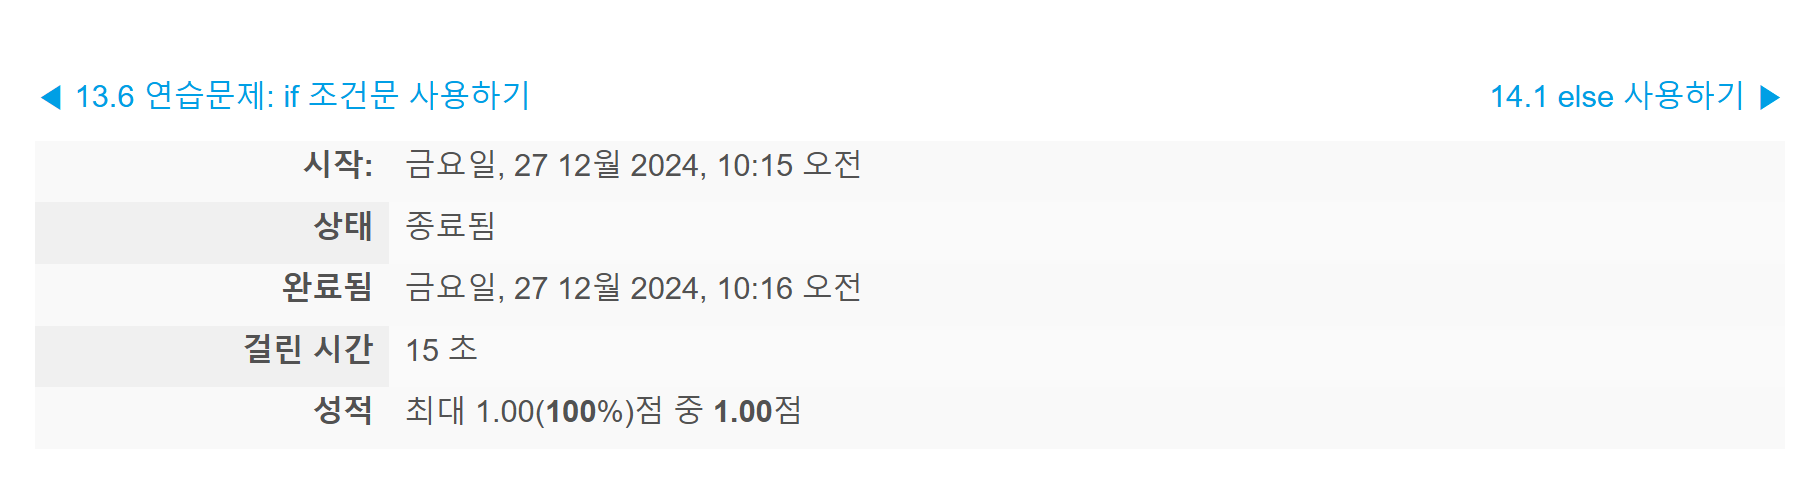 ◀ 13.6 연습문제: if 조건문 사용하기
14.1 else 사용하기 ▶
시작: 금요일, 27 12월 2024, 10:15 오전
상태 종료됨
완료됨 금요일, 27 12월 2024, 10:16 오전
걸린 시간 15 초
성적 최대 1.00(100%)점 중 1.00점